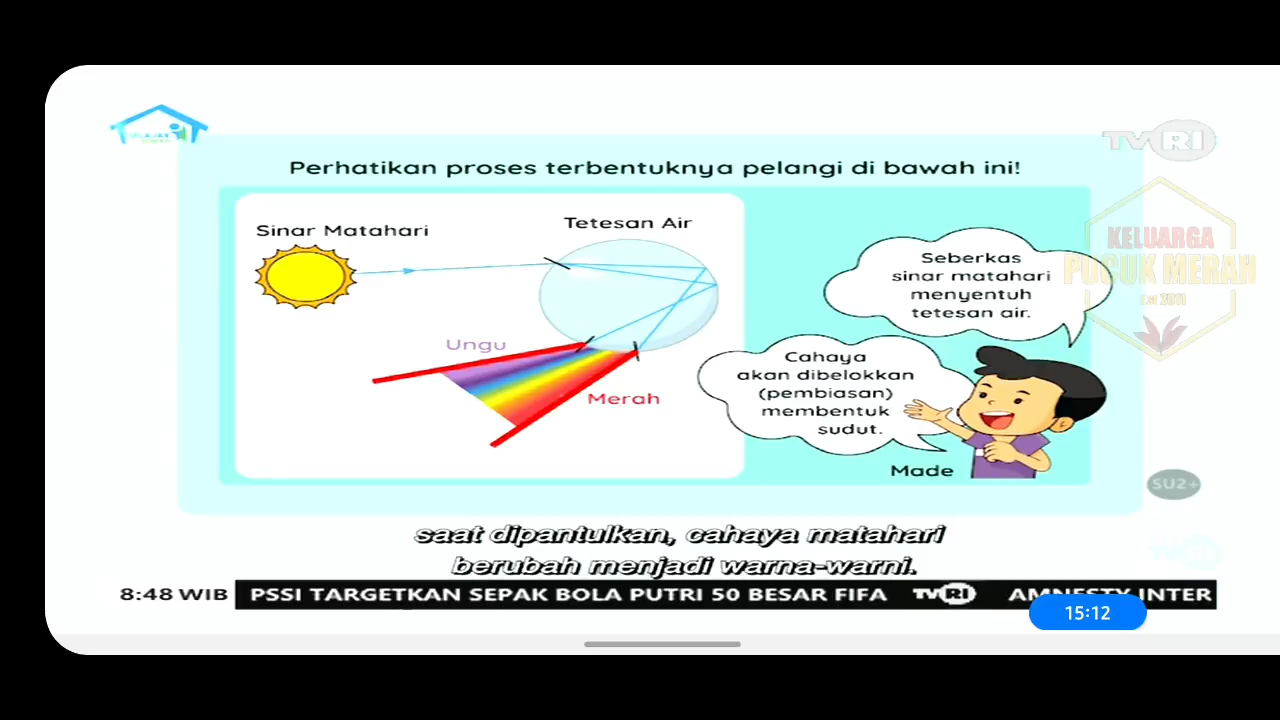 TVRI
Perhatikan proses terbentuknya pelangi di bawah ini!
Sinar Matahari
Tetesan Air
Ungu
Merah
Seberkas
sinar matahari
menyentuh
tetesan air.
Cahaya
akan dibelokkan
(pembiasan)
membentuk
sudut.
Made
KELUARGA
PUCUK MERAH
Est 2011
SU2+
saat dipantulkan, cahaya matahari
berubah menjadi warna-warni.
8:48 WIB PSSI TARGETKAN SEPAK BOLA PUTRI 50 BESAR FIFA TVRI AMNESTY INTER
15:12